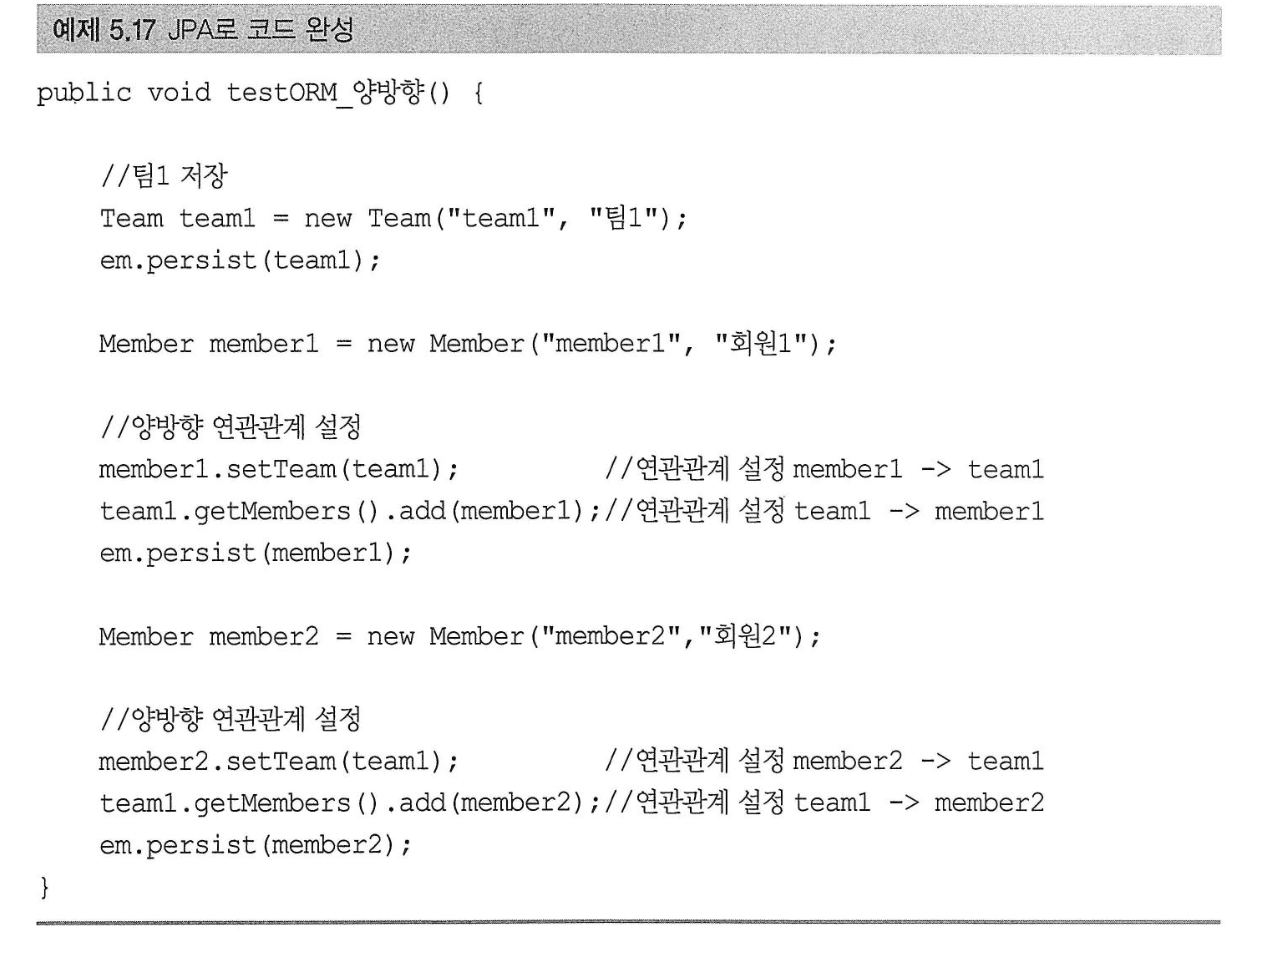 예제 5.17 JPA로 코드 완성
public void testORM_양방향() {
//팀1 저장
Team team1 = new Team("team1", "팀1");
em.persist(team1);
Member member1 = new Member("member1", "회원1");
//양방향 연관관계 설정
member1.setTeam(team1); //연관관계 설정 member1 -> team1
team1.getMembers().add(member1);//연관관계 설정 team1 -> member1
em.persist(member1);
Member member2 = new Member("member2","회원2");
//양방향 연관관계 설정
member2.setTeam(team1); //연관관계 설정 member2 -> team1
team1.getMembers().add(member2);//연관관계 설정 team1 -> member2
em.persist(member2);
}